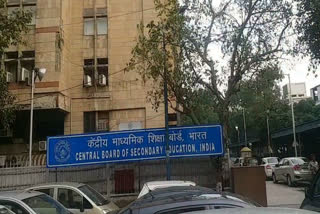 केन्द्रीय माध्यमिक शिक्षा बोर्ड, भारत
CENTRAL BOARD OF SECONDARY EDUCATION, INDIA